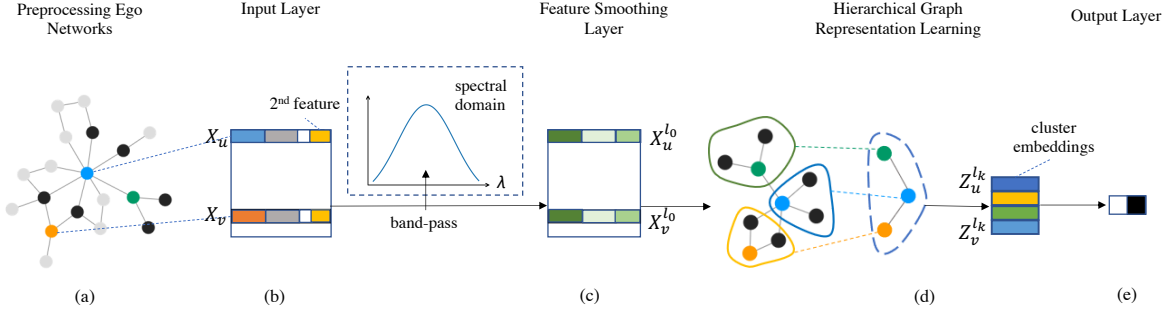 Preprocessing Ego
Networks
Input Layer
Feature Smoothing
Layer
Hierarchical Graph
Representation Learning
Output Layer
2nd feature
spectral
domain
λ
band-pass
X_u
X_v
X_u^{l_0}
X_v^{l_0}
cluster
embeddings
Z_u^{l_k}
Z_v^{l_k}
(a)
(b)
(c)
(d)
(e)